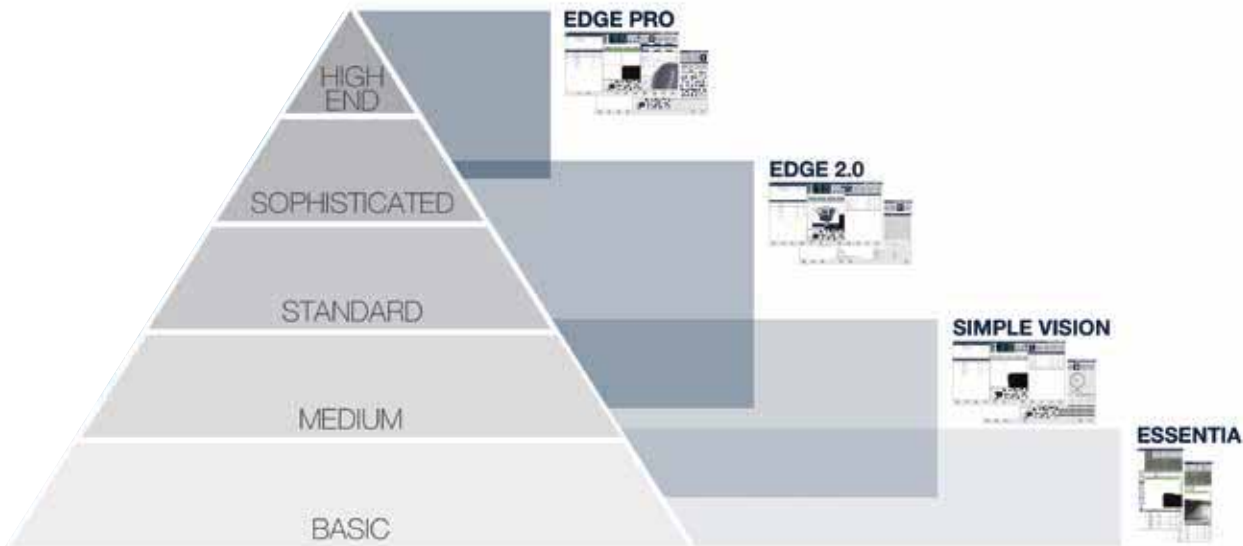 HIGH
END
SOPHISTICATED
STANDARD
MEDIUM
BASIC
EDGE PRO
EDGE 2.0
SIMPLE VISION
ESSENTIA